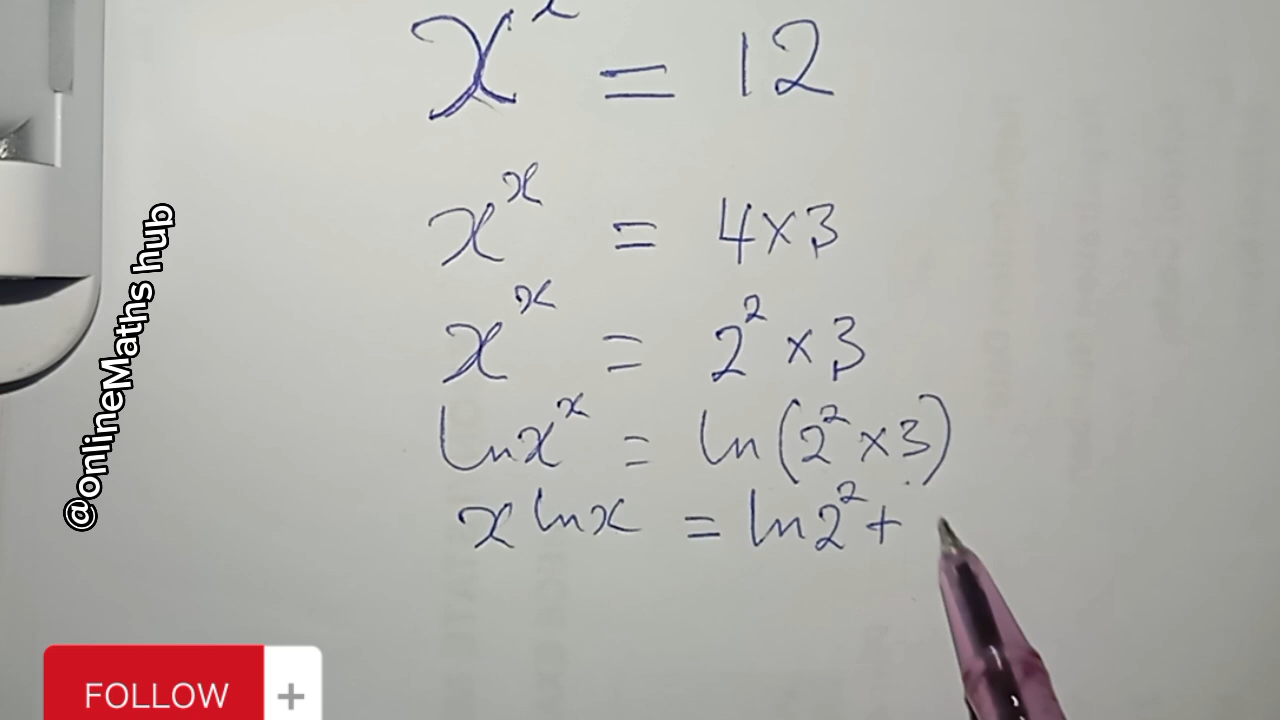 x^x = 12
x^x = 4×3
x^x = 2^2 × 3
ln x^x = ln(2^2 × 3)
x ln x = ln 2^2 +
@onlineMaths hub
FOLLOW +